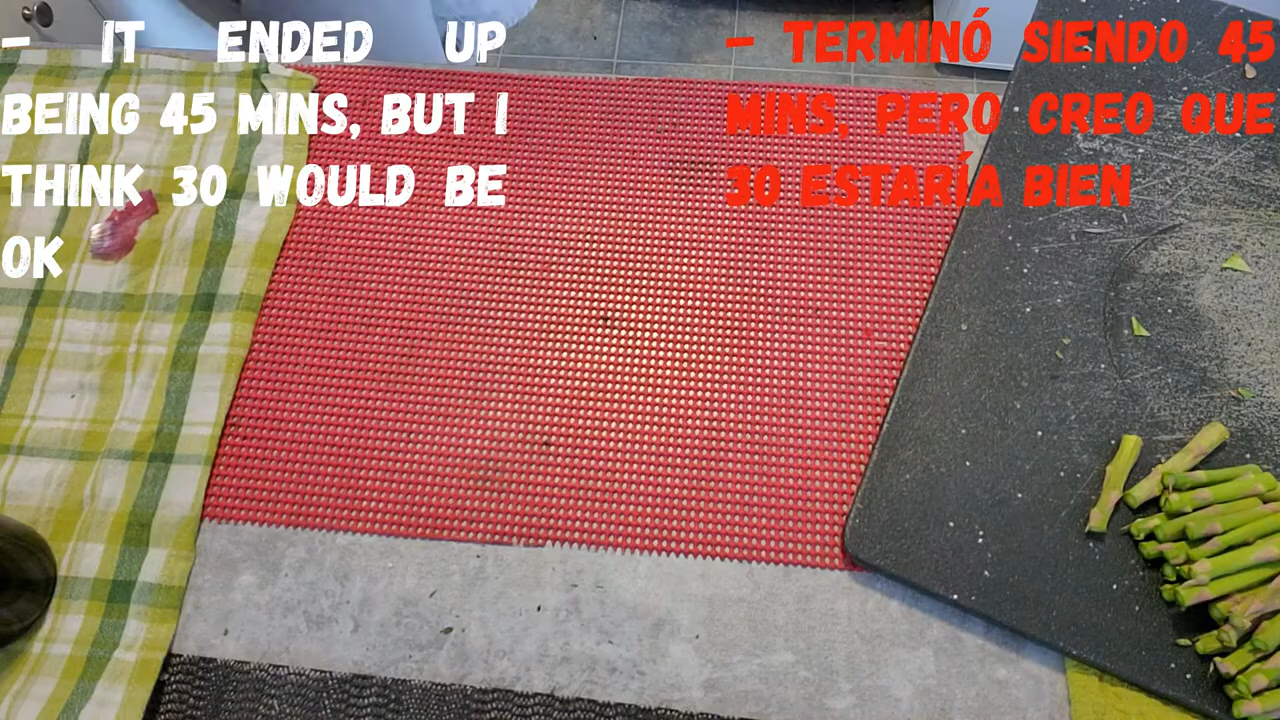 - IT ENDED UP
BEING 45 MINS, BUT I
THINK 30 WOULD BE
OK
- TERMINÓ SIENDO 45
MINS, PERO CREO QUE
30 ESTARÍA BIEN